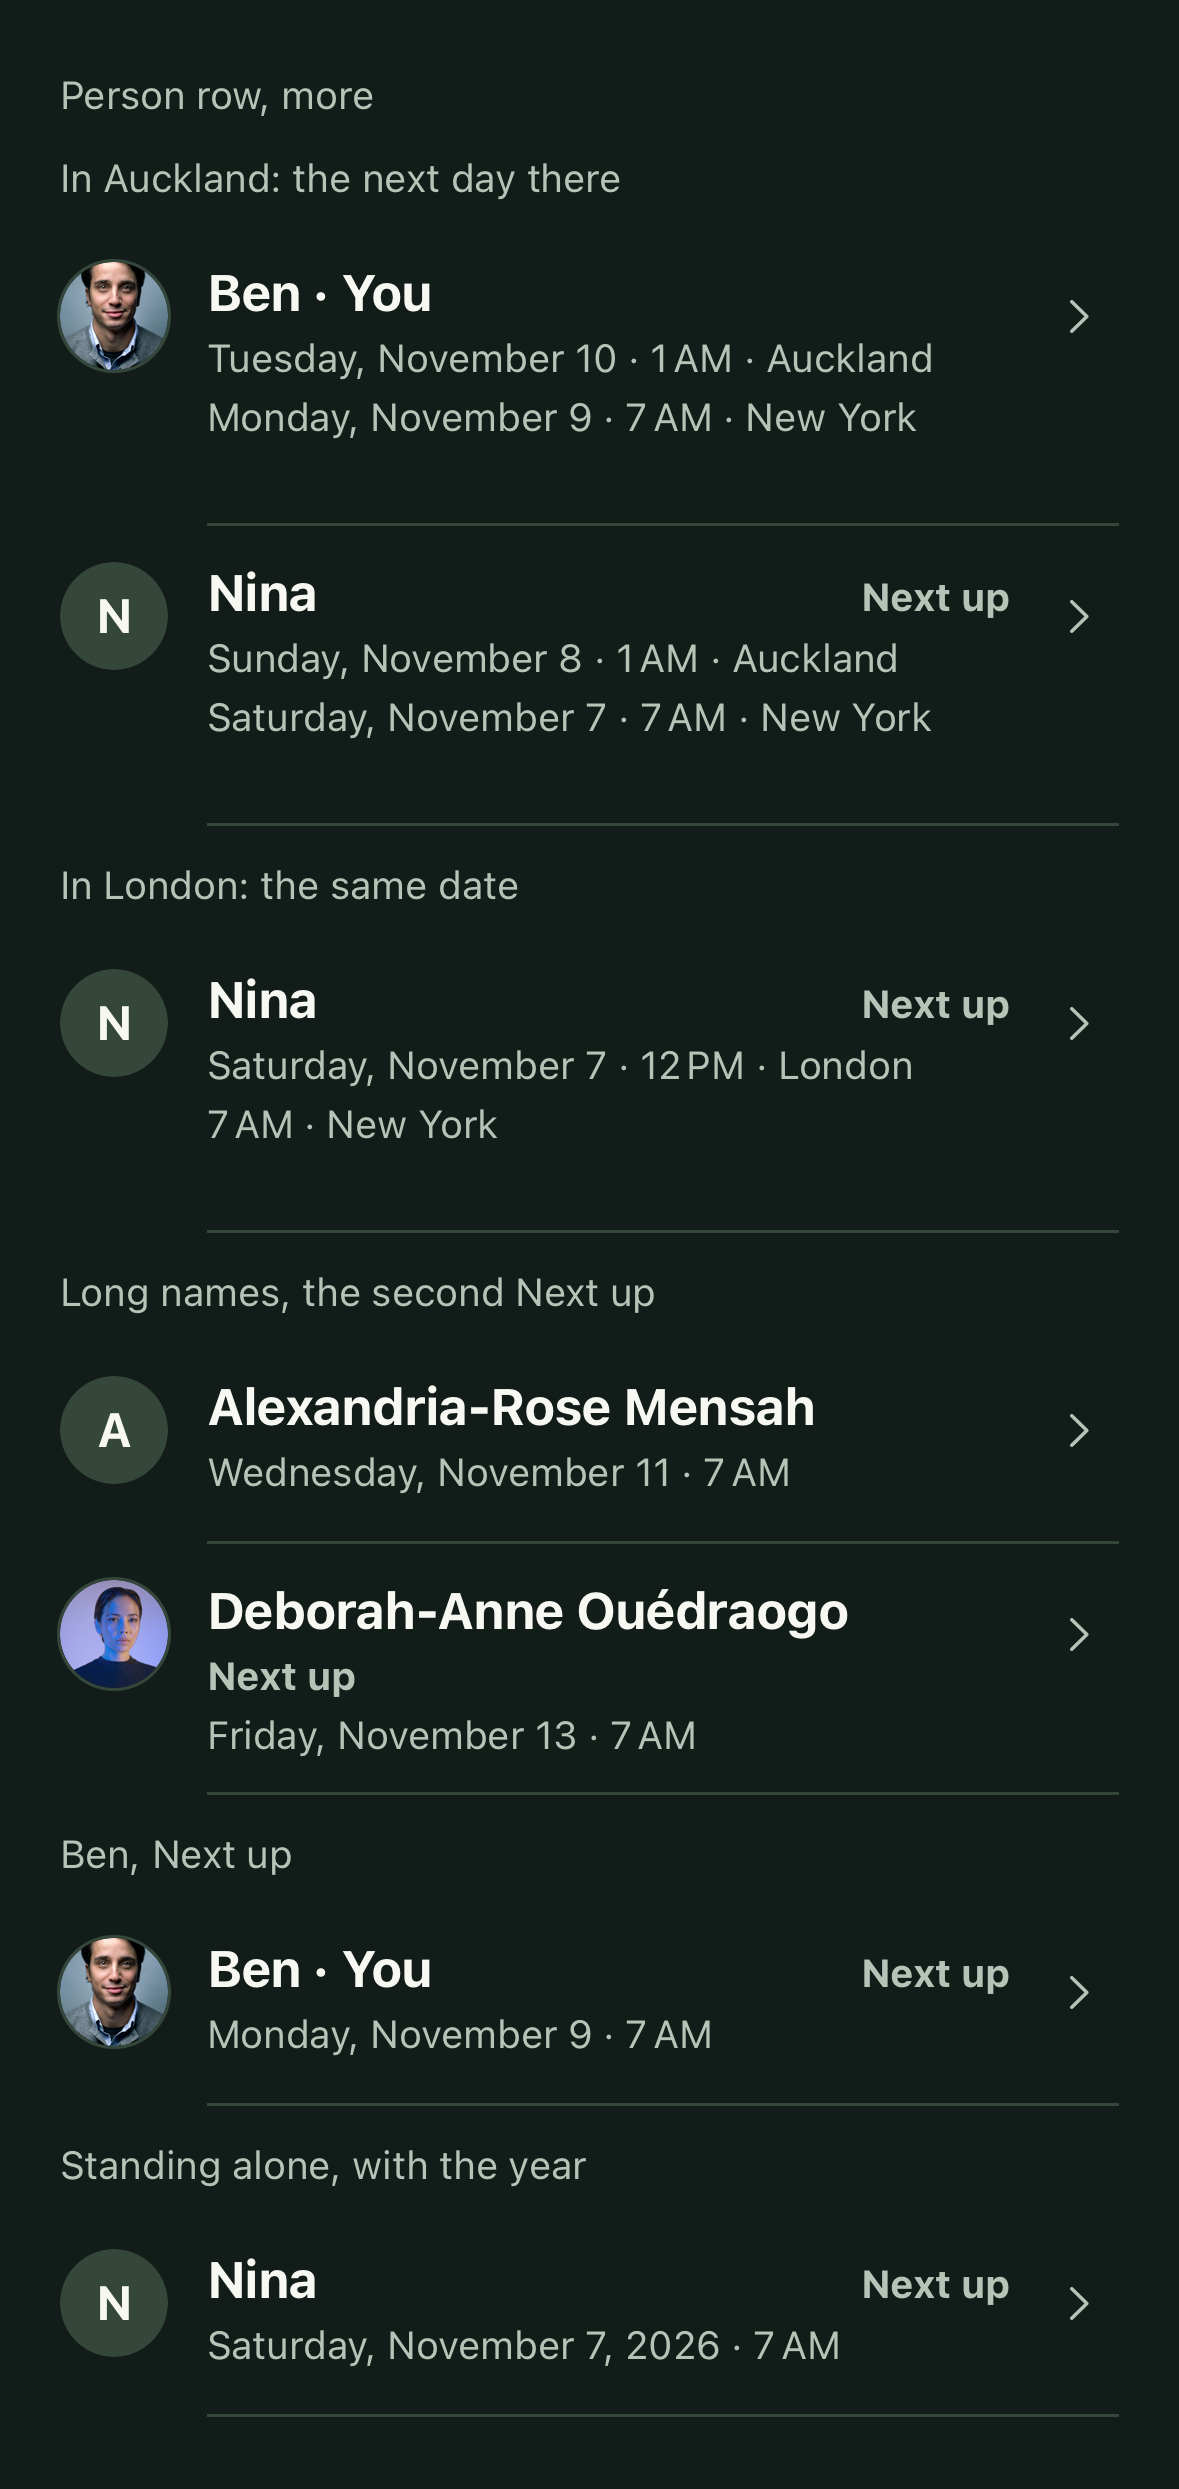 Person row, more
In Auckland: the next day there
Ben · You
Tuesday, November 10 · 1 AM · Auckland
Monday, November 9 · 7 AM · New York
N
Nina
Next up
Sunday, November 8 · 1 AM · Auckland
Saturday, November 7 · 7 AM · New York
In London: the same date
N
Nina
Next up
Saturday, November 7 · 12 PM · London
7 AM · New York
Long names, the second Next up
A
Alexandria-Rose Mensah
Wednesday, November 11 · 7 AM
Deborah-Anne Ouédraogo
Next up
Friday, November 13 · 7 AM
Ben, Next up
Ben · You
Next up
Monday, November 9 · 7 AM
Standing alone, with the year
N
Nina
Next up
Saturday, November 7, 2026 · 7 AM